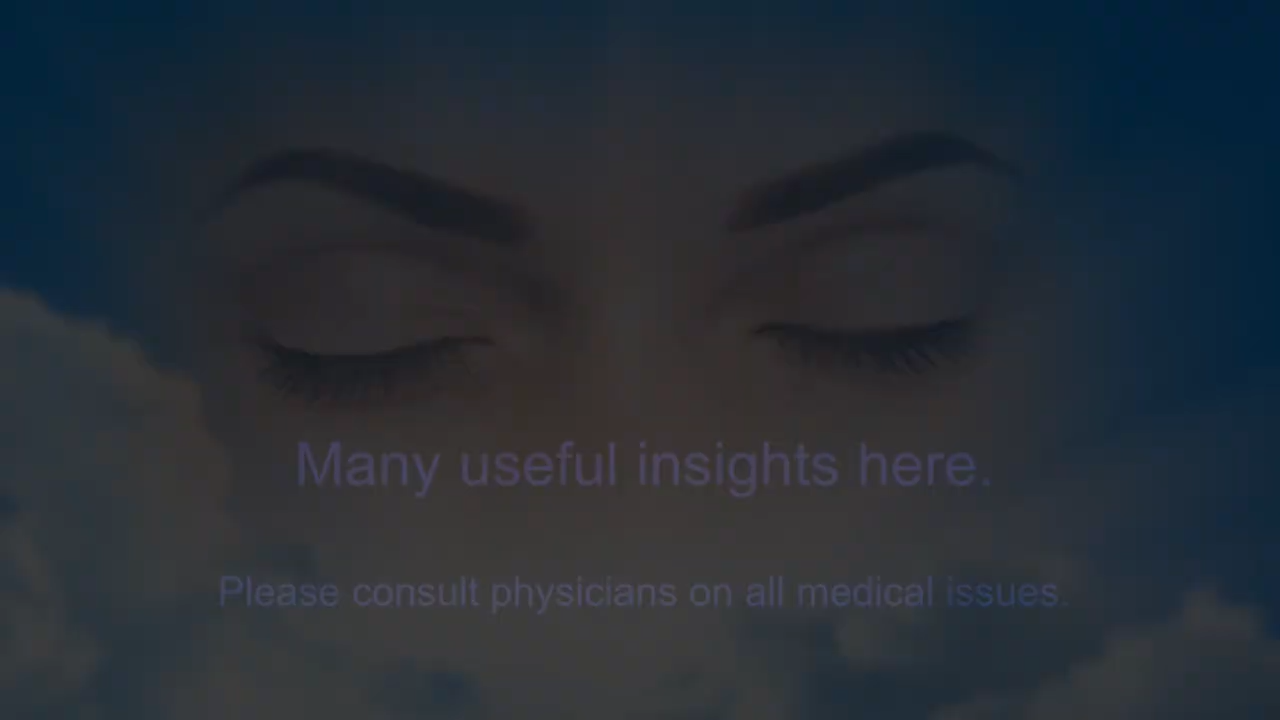 Many useful insights here.
Please consult physicians on all medical issues.